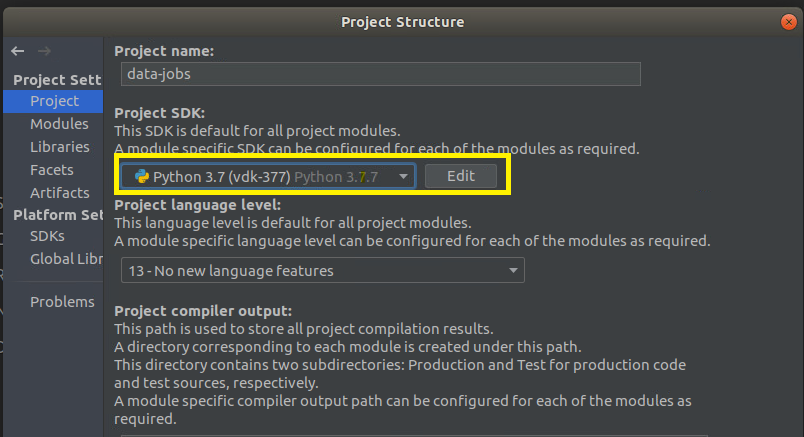 Project Structure
Project Sett
Project
Modules
Libraries
Facets
Artifacts
Platform Set
SDKs
Global Libr
Problems
Project name:
data-jobs
Project SDK:
This SDK is default for all project modules.
A module specific SDK can be configured for each of the modules as required.
Python 3.7 (vdk-377) Python 3.7.7
Edit
Project language level:
This language level is default for all project modules.
A module specific language level can be configured for each of the modules as required.
13 - No new language features
Project compiler output:
This path is used to store all project compilation results.
A directory corresponding to each module is created under this path.
This directory contains two subdirectories: Production and Test for production code
and test sources, respectively.
A module specific compiler output path can be configured for each of the modules as
required.